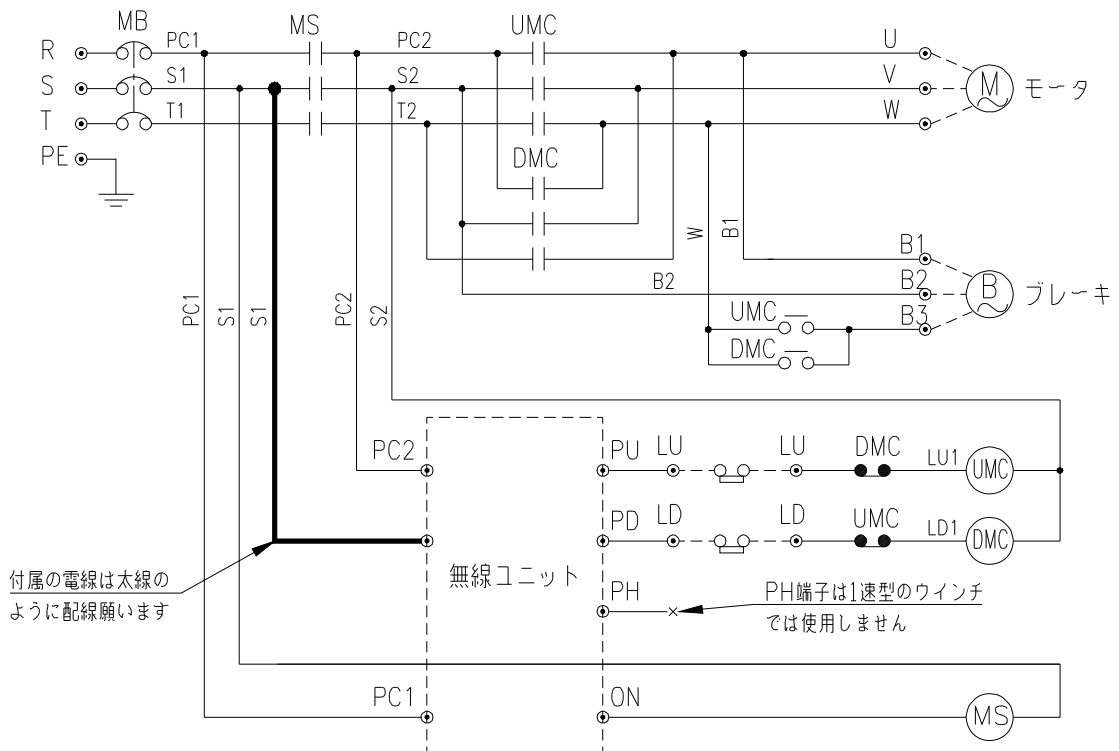 MB
MS
UMC
R
PC1
PC2
U
S
S1
S2
V
M
モータ
T
T1
T2
W
PE
DMC
W
B1
B1
B2
B2
B
ブレーキ
B3
UMC
DMC
PC1
S1
S1
PC2
S2
PC2
PU
LU
LU
DMC
LU1
UMC
PD
LD
LD
UMC
LD1
DMC
無線ユニット
付属の電線は太線の
ように配線願います
PH
PH端子は1速型のウインチ
では使用しません
PC1
ON
MS